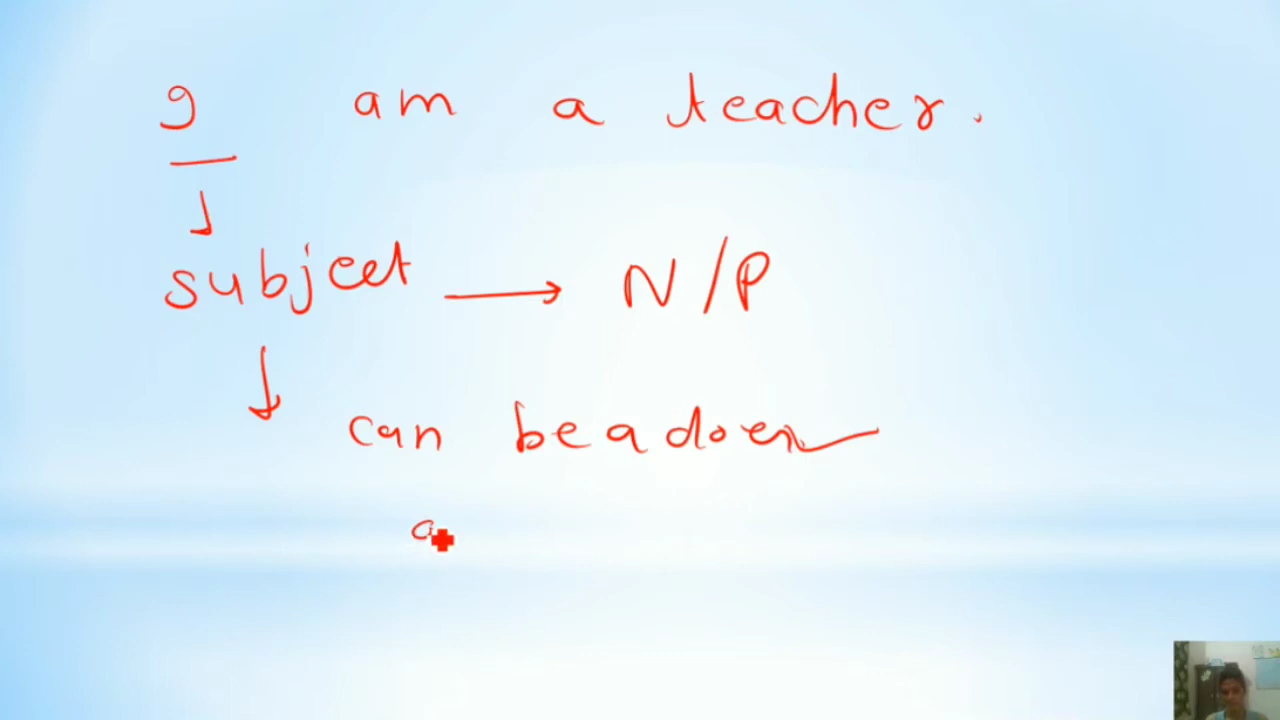 I am a teacher.
subject → N/P
can be a doer
a